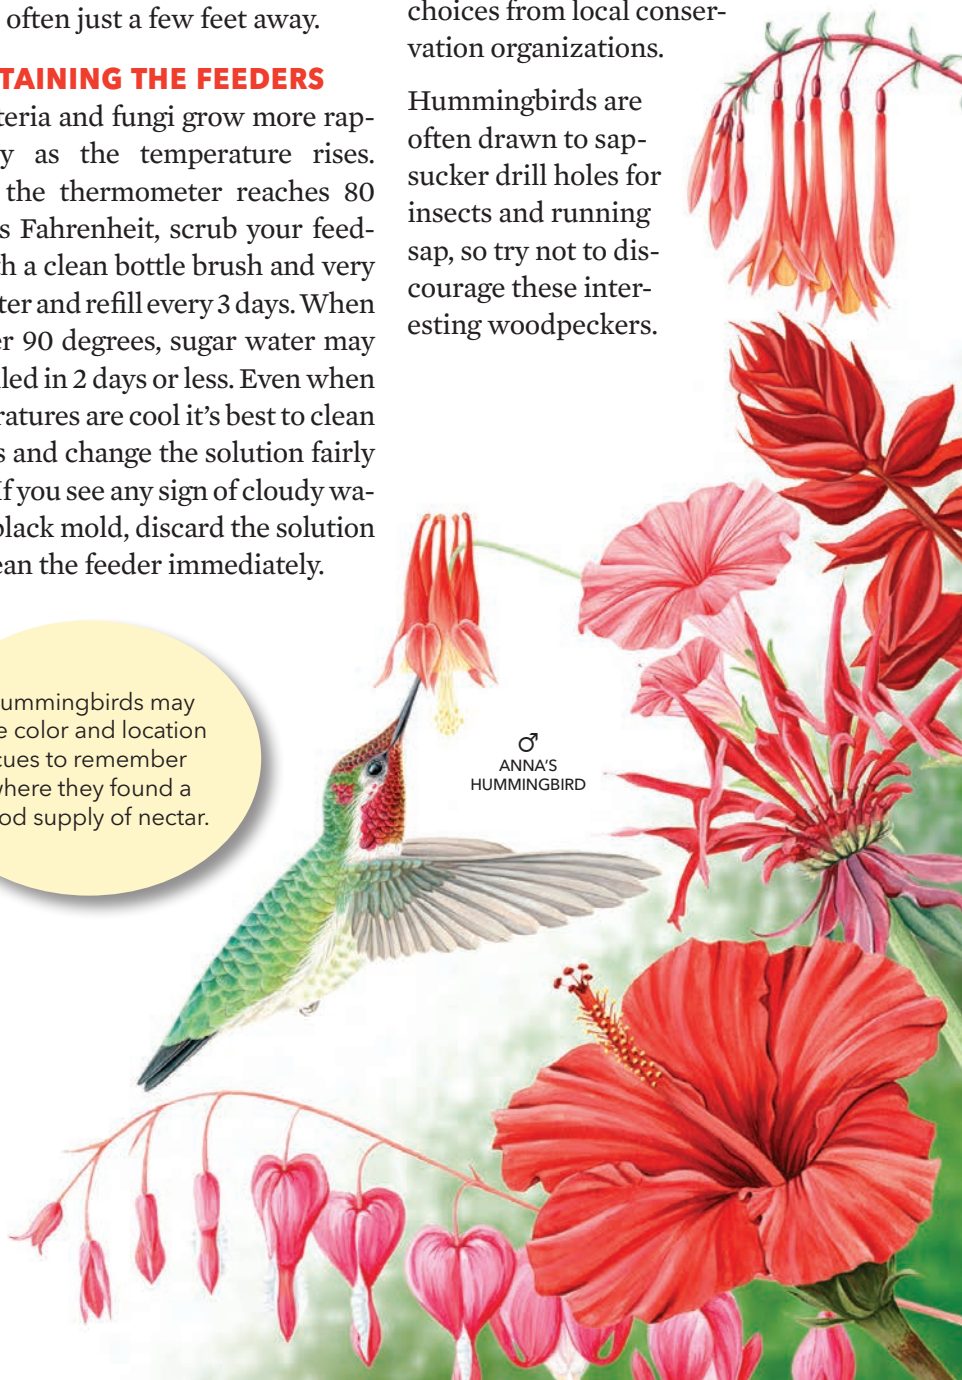 often just a few feet away.
TAINING THE FEEDERS
teria and fungi grow more rap-
y as the temperature rises.
the thermometer reaches 80
s Fahrenheit, scrub your feed-
th a clean bottle brush and very
ter and refill every 3 days. When
er 90 degrees, sugar water may
led in 2 days or less. Even when
ratures are cool it's best to clean
s and change the solution fairly
If you see any sign of cloudy wa-
black mold, discard the solution
ean the feeder immediately.
choices from local conser-
vation organizations.
Hummingbirds are
often drawn to sap-
sucker drill holes for
insects and running
sap, so try not to dis-
courage these inter-
esting woodpeckers.
ummingbirds may
e color and location
cues to remember
where they found a
od supply of nectar.
♂
ANNA'S
HUMMINGBIRD